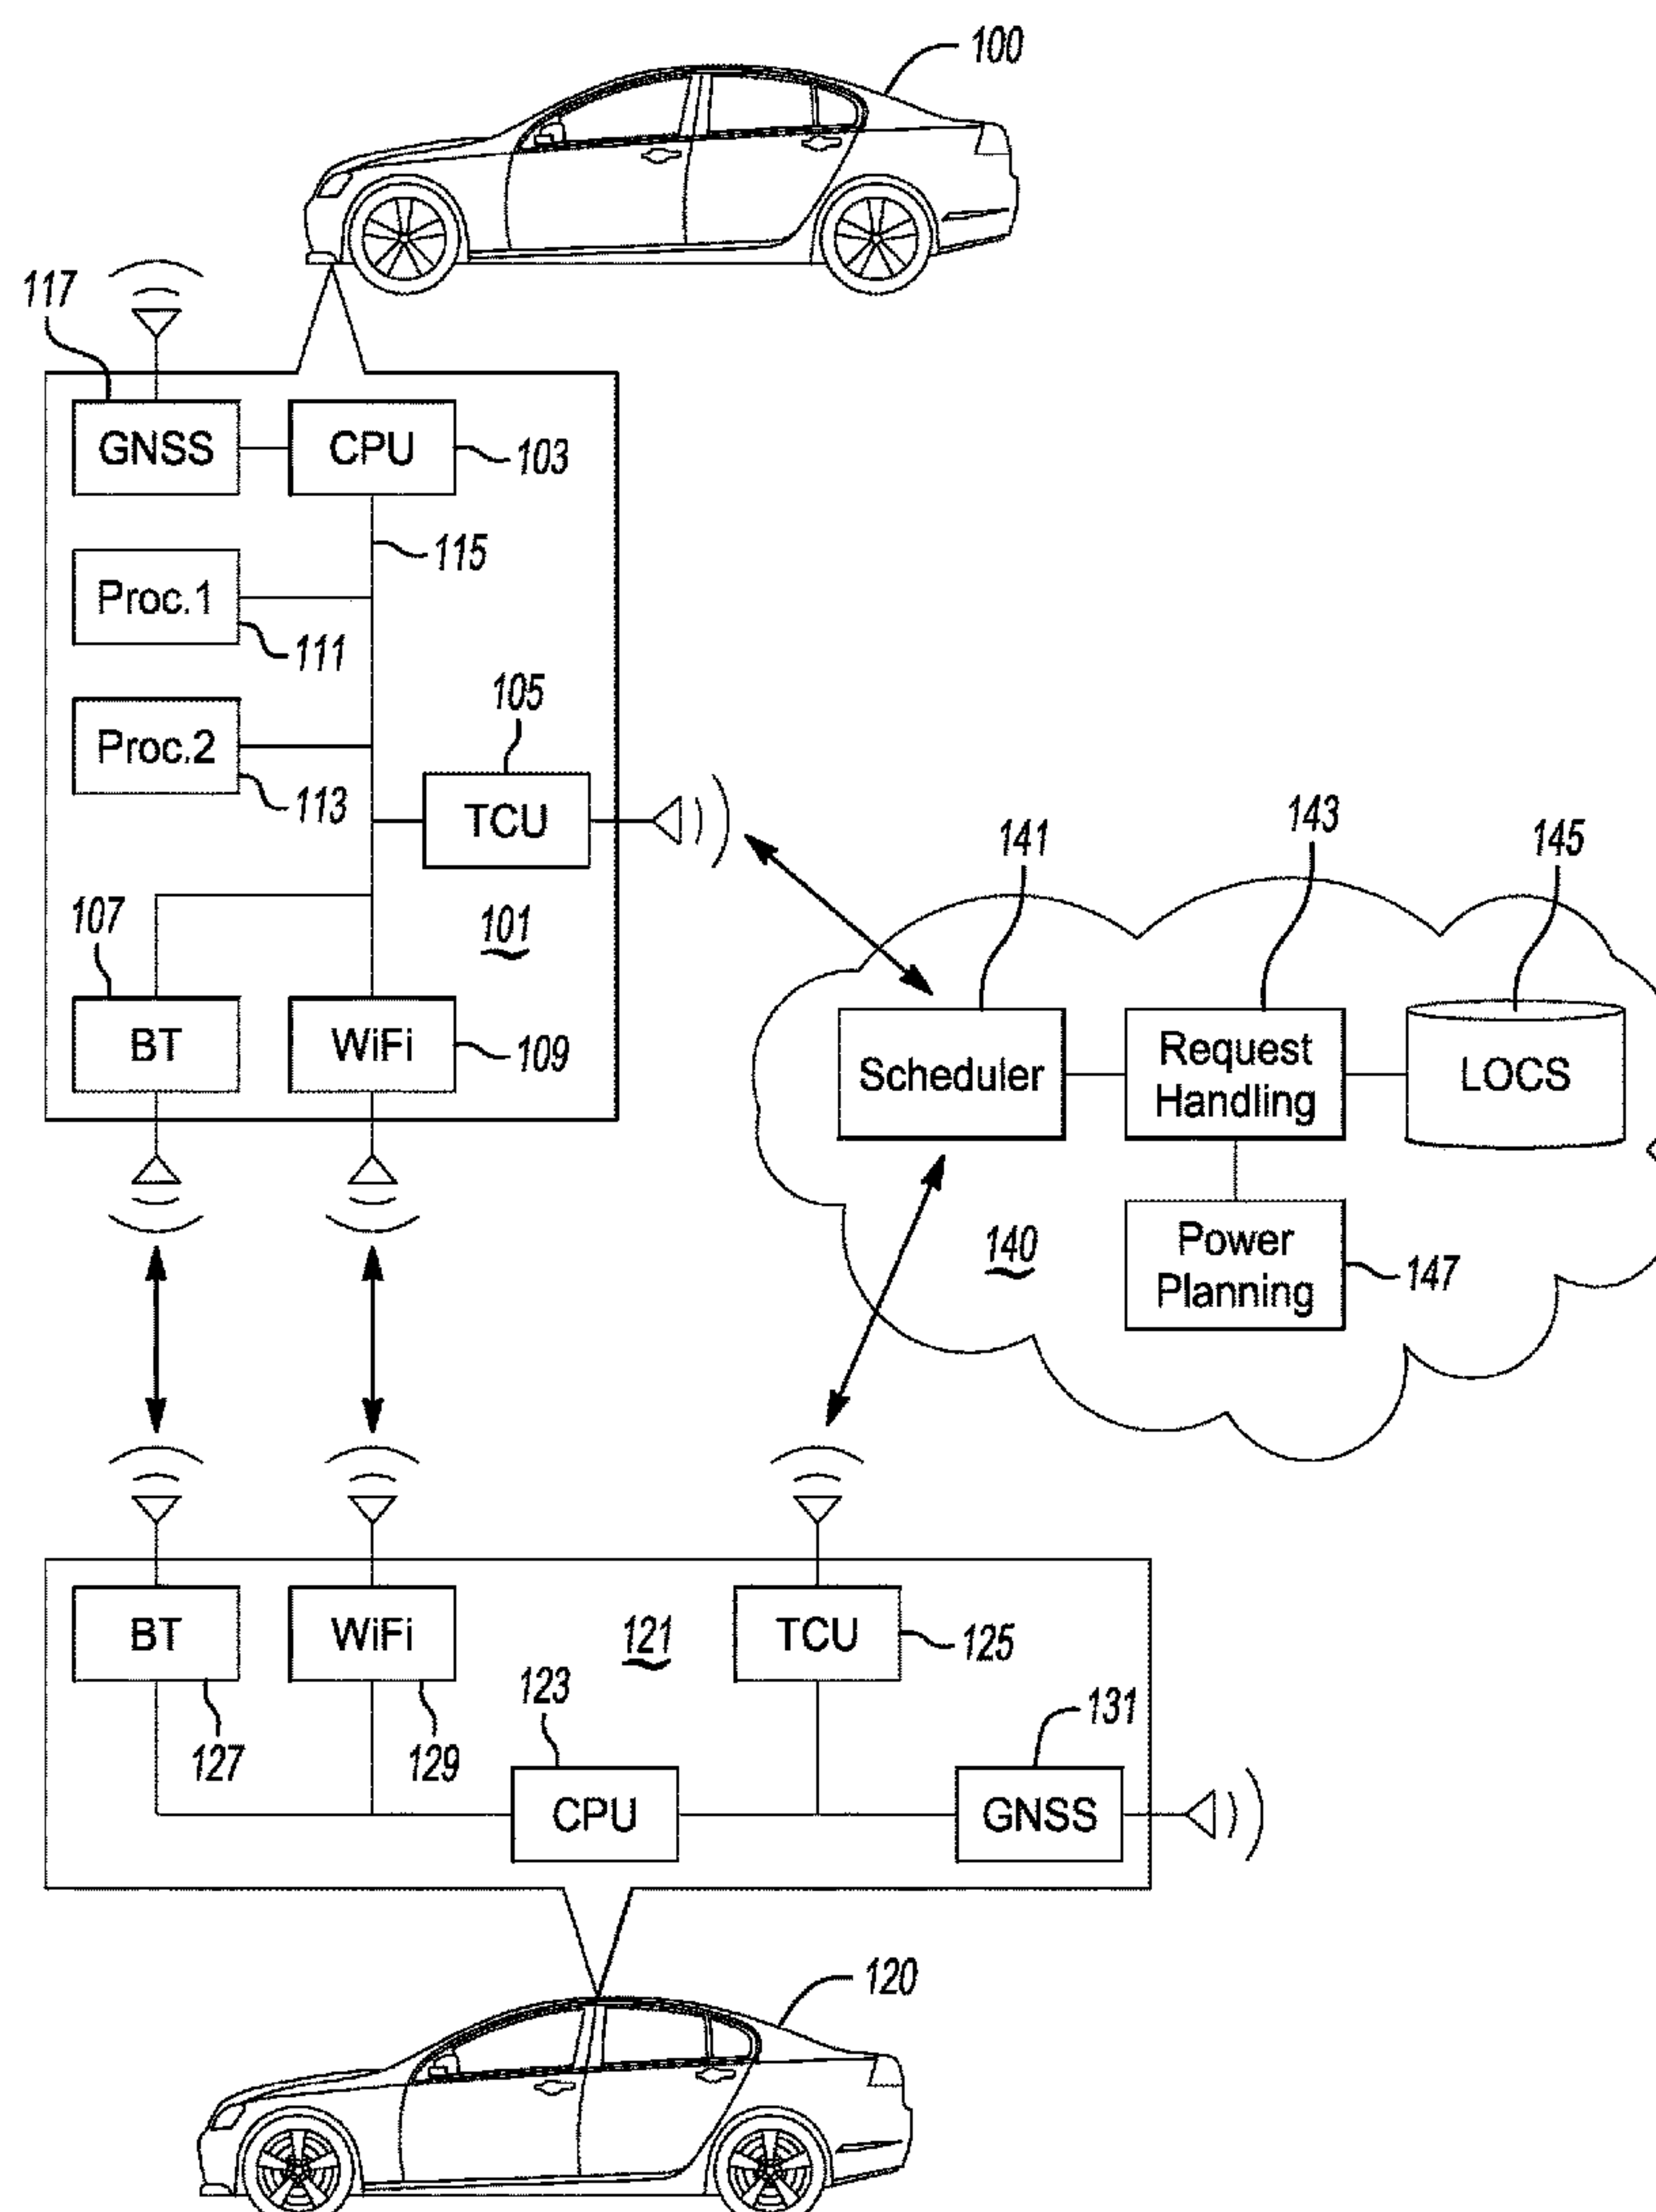 100
117
GNSS
CPU
103
115
Proc.1
111
105
Proc.2
113
TCU
141
143
145
107
101
BT
WiFi
109
Scheduler
Request
Handling
LOCS
140
Power
Planning
147
BT
WiFi
121
TCU
125
123
131
127
129
CPU
GNSS
120